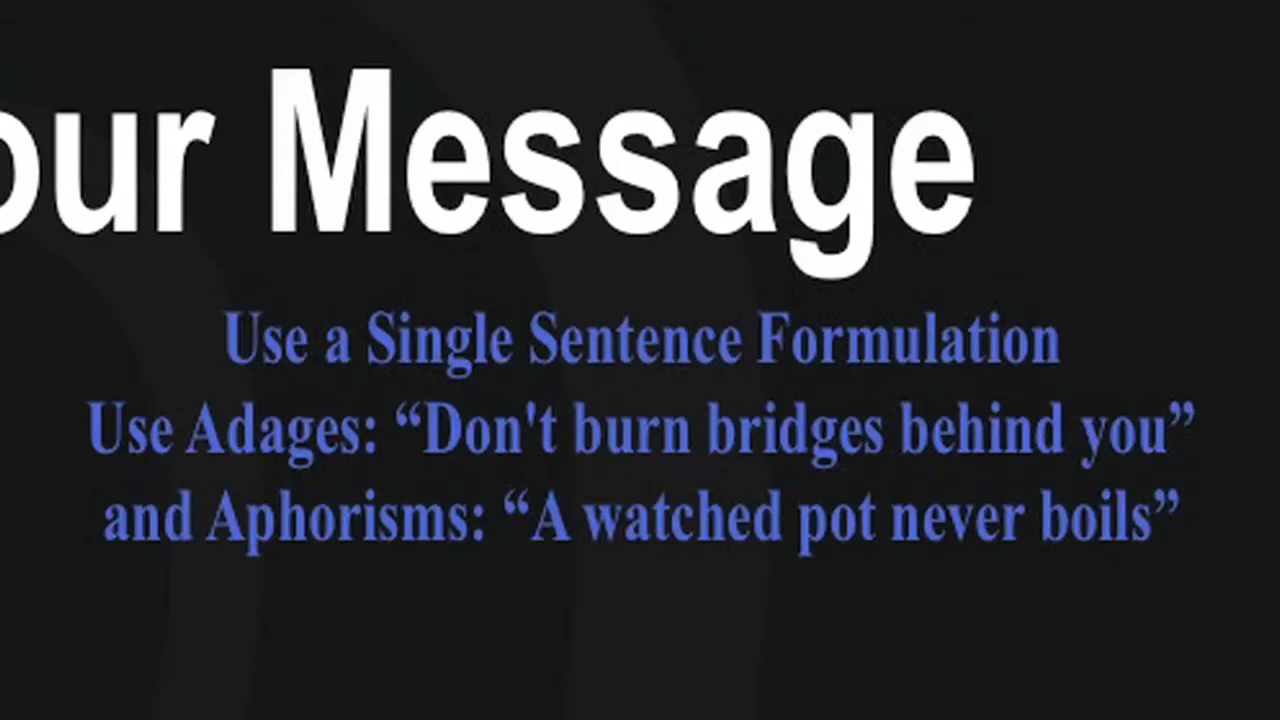 our Message
Use a Single Sentence Formulation
Use Adages: “Don't burn bridges behind you”
and Aphorisms: “A watched pot never boils”